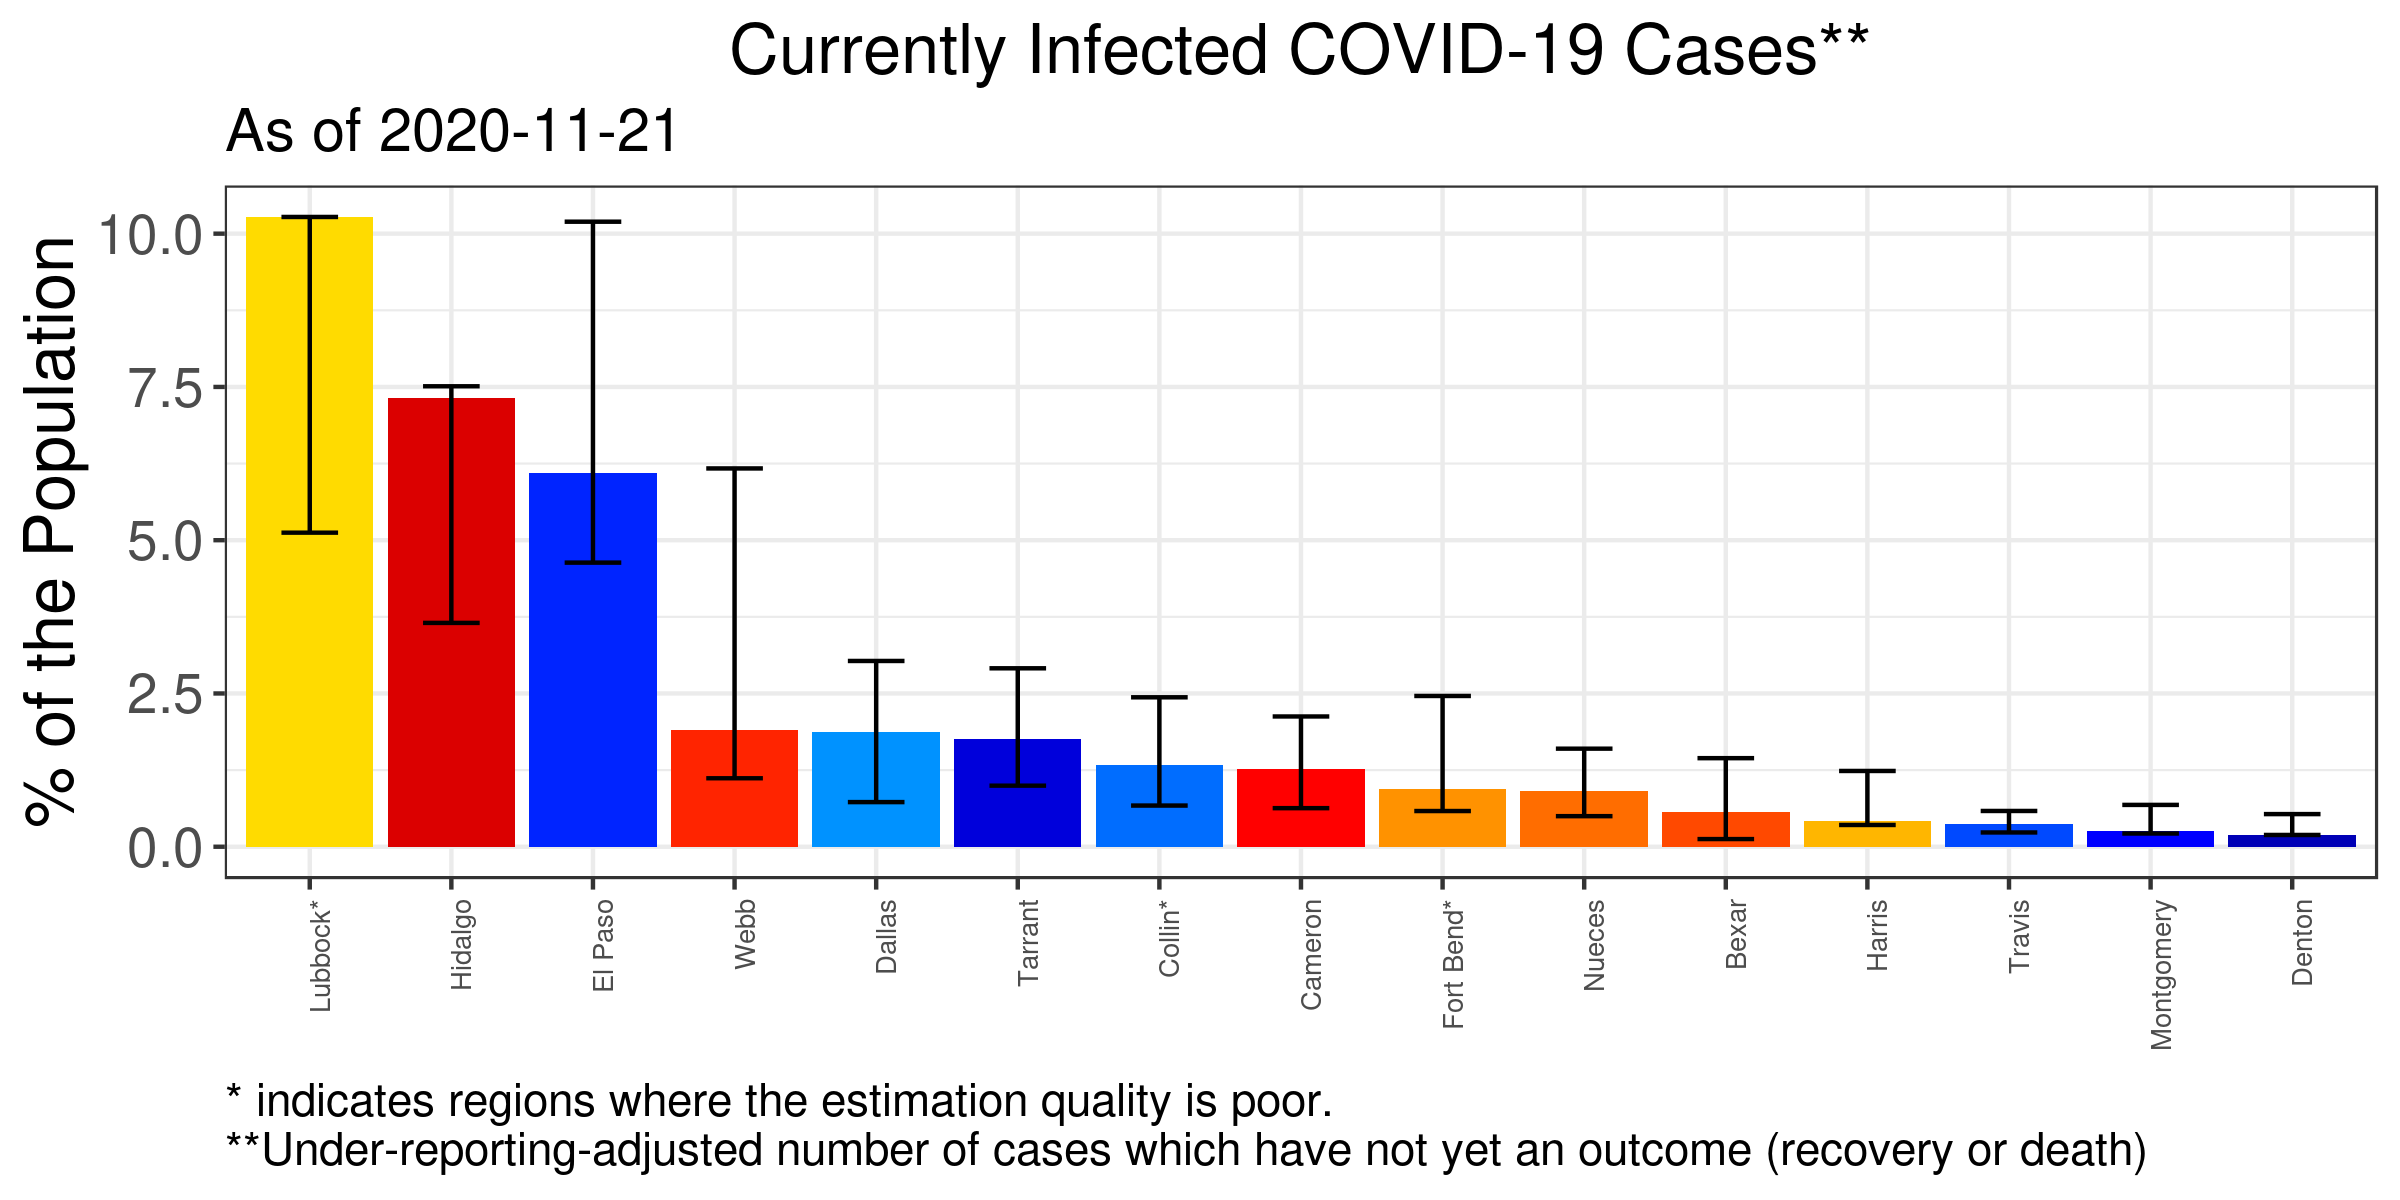 Currently Infected COVID-19 Cases**
As of 2020-11-21
% of the Population
10.0
7.5
5.0
2.5
0.0
Lubbock*
Hidalgo
El Paso
Webb
Dallas
Tarrant
Collin*
Cameron
Fort Bend*
Nueces
Bexar
Harris
Travis
Montgomery
Denton
* indicates regions where the estimation quality is poor.
**Under-reporting-adjusted number of cases which have not yet an outcome (recovery or death)